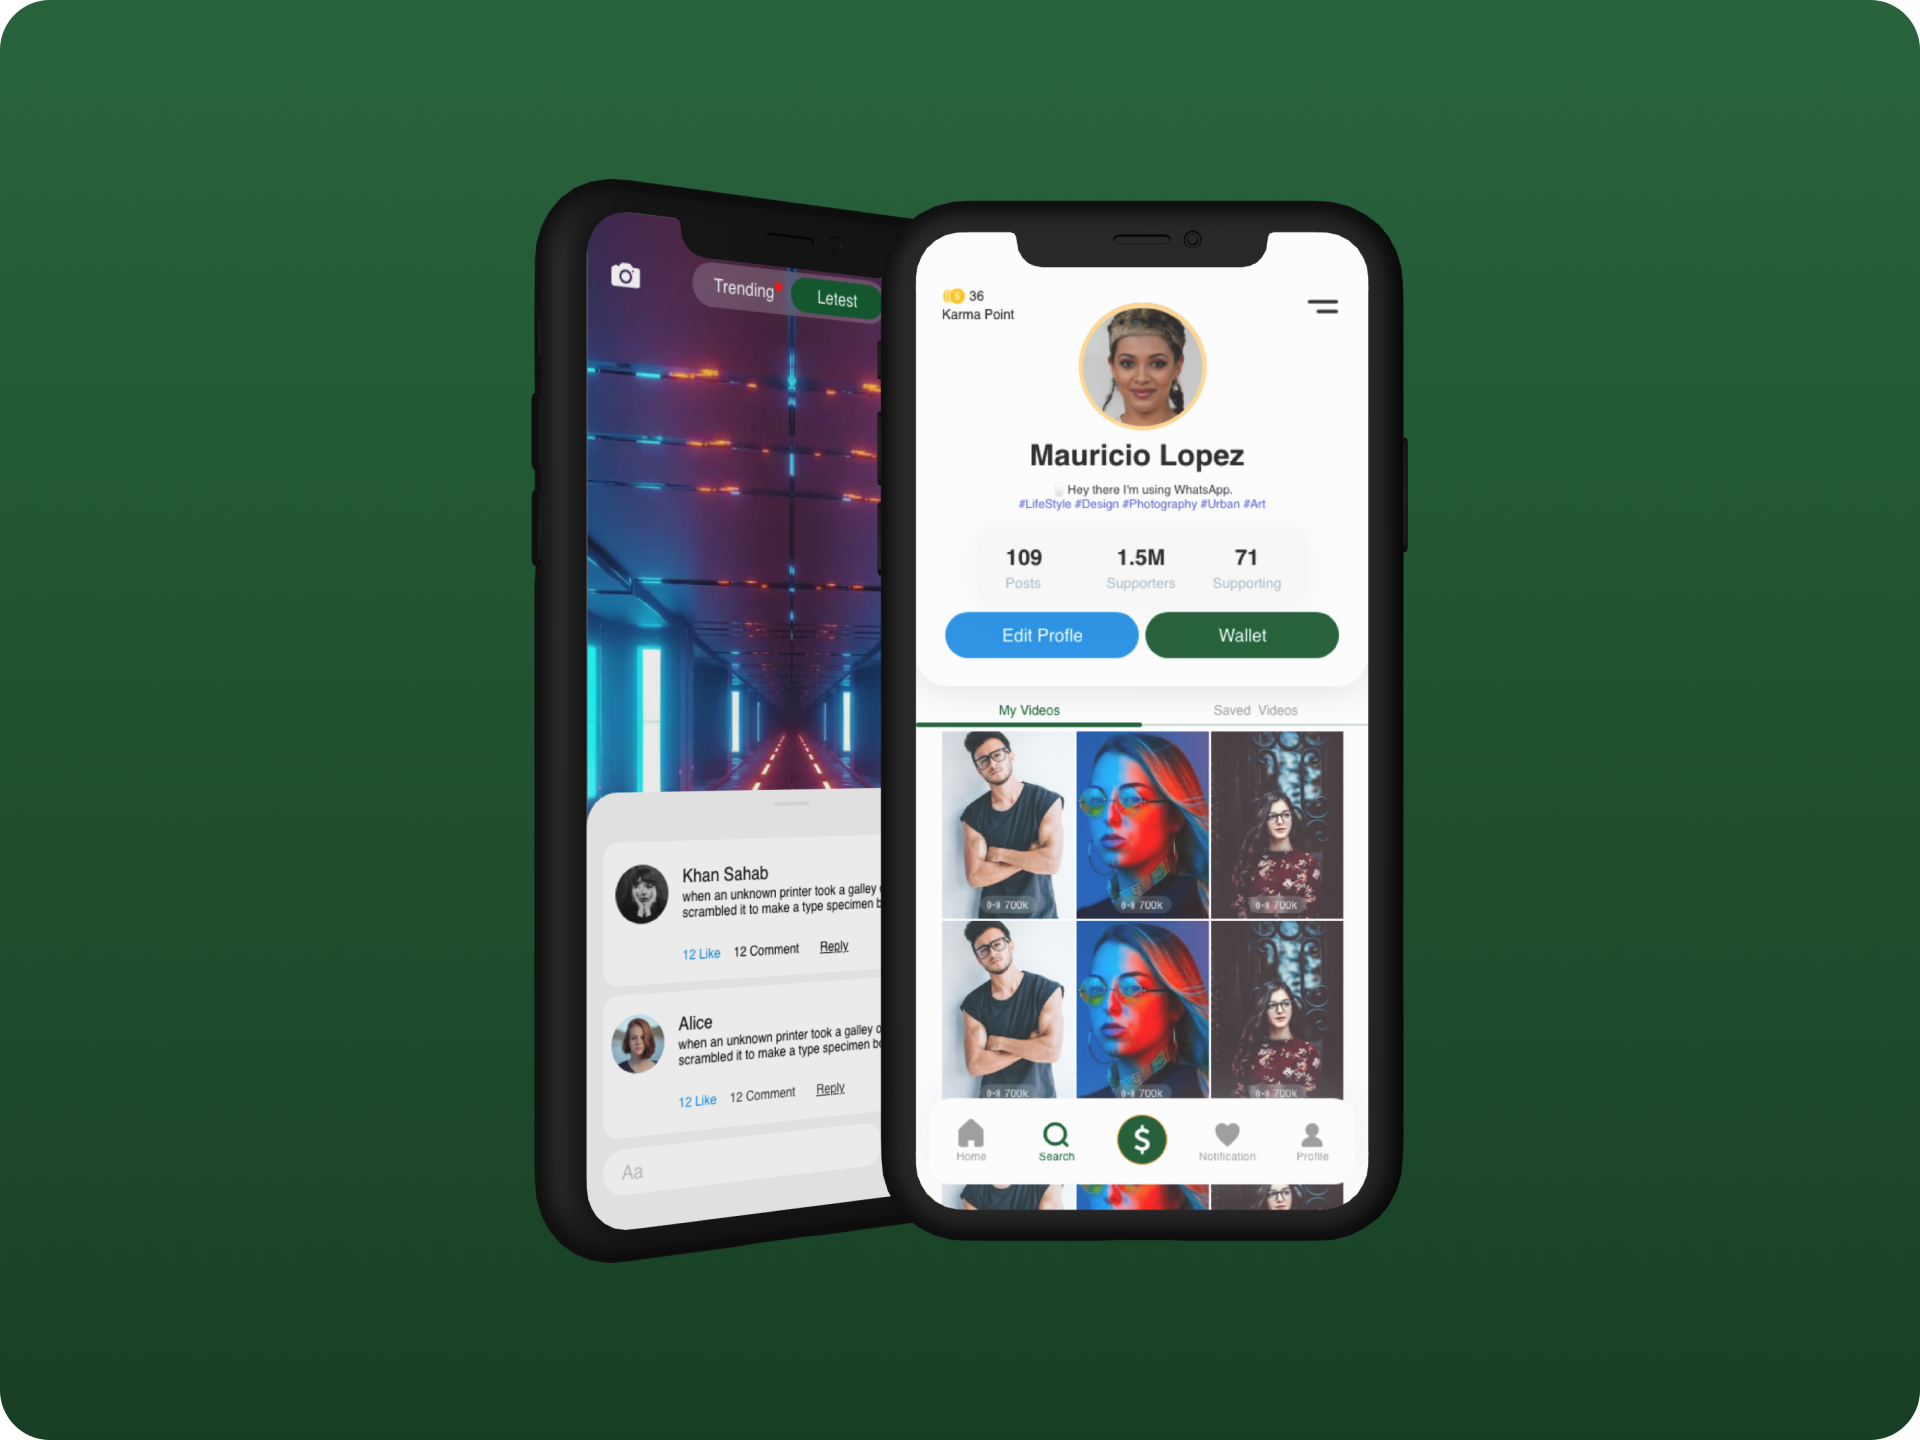 Trending
Letest
Khan Sahab
when an unknown printer took a galley
scrambled it to make a type specimen
12 Like 12 Comment Reply
Alice
when an unknown printer took a galley
scrambled it to make a type specimen
12 Like 12 Comment Reply
Aa
36
Karma Point
Mauricio Lopez
Hey there I'm using WhatsApp.
#LifeStyle #Design #Photography #Urban #Art
109 1.5M 71
Posts Supporters Supporting
Edit Profle Wallet
My Videos Saved Videos
700k 700k 700k
700k 700k 700k
$
Home Search Notification Profile